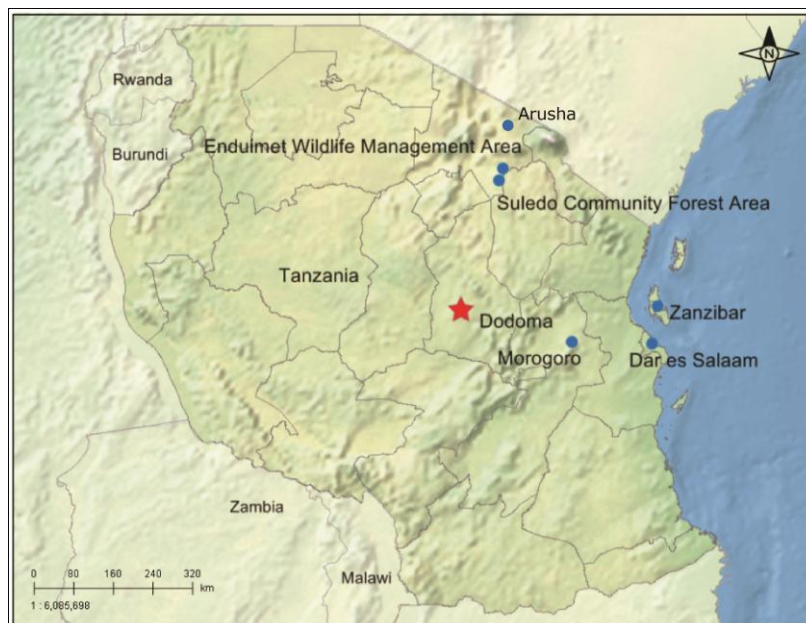 N
Arusha
Rwanda
Enduimet Wildlife Management Area
Burundi
Suledo Community Forest Area
Tanzania
Zanzibar
Dodoma
Morogoro
Dar es Salaam
Zambia
Malawi
0 80 160 240 320
km
1 : 6,085,698